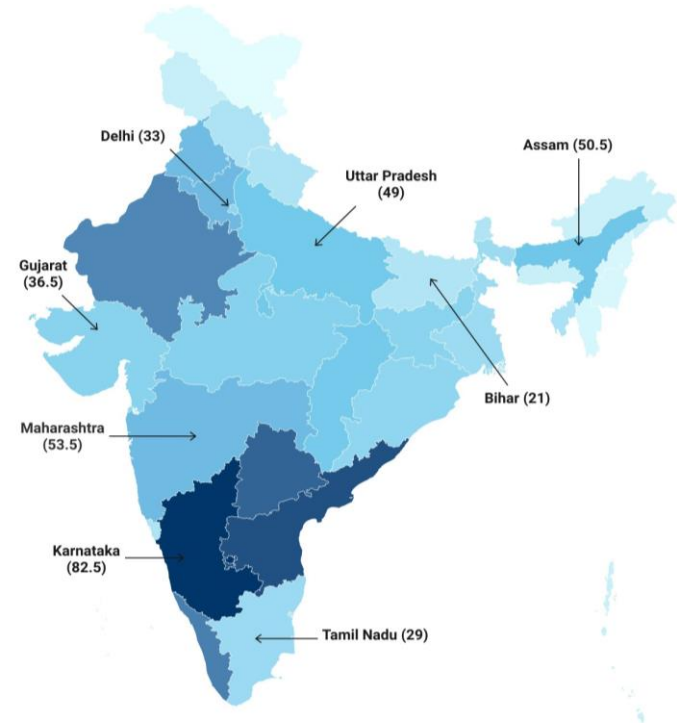 Delhi (33)
Assam (50.5)
Uttar Pradesh
(49)
Gujarat
(36.5)
Bihar (21)
Maharashtra
(53.5)
Karnataka
(82.5)
Tamil Nadu (29)